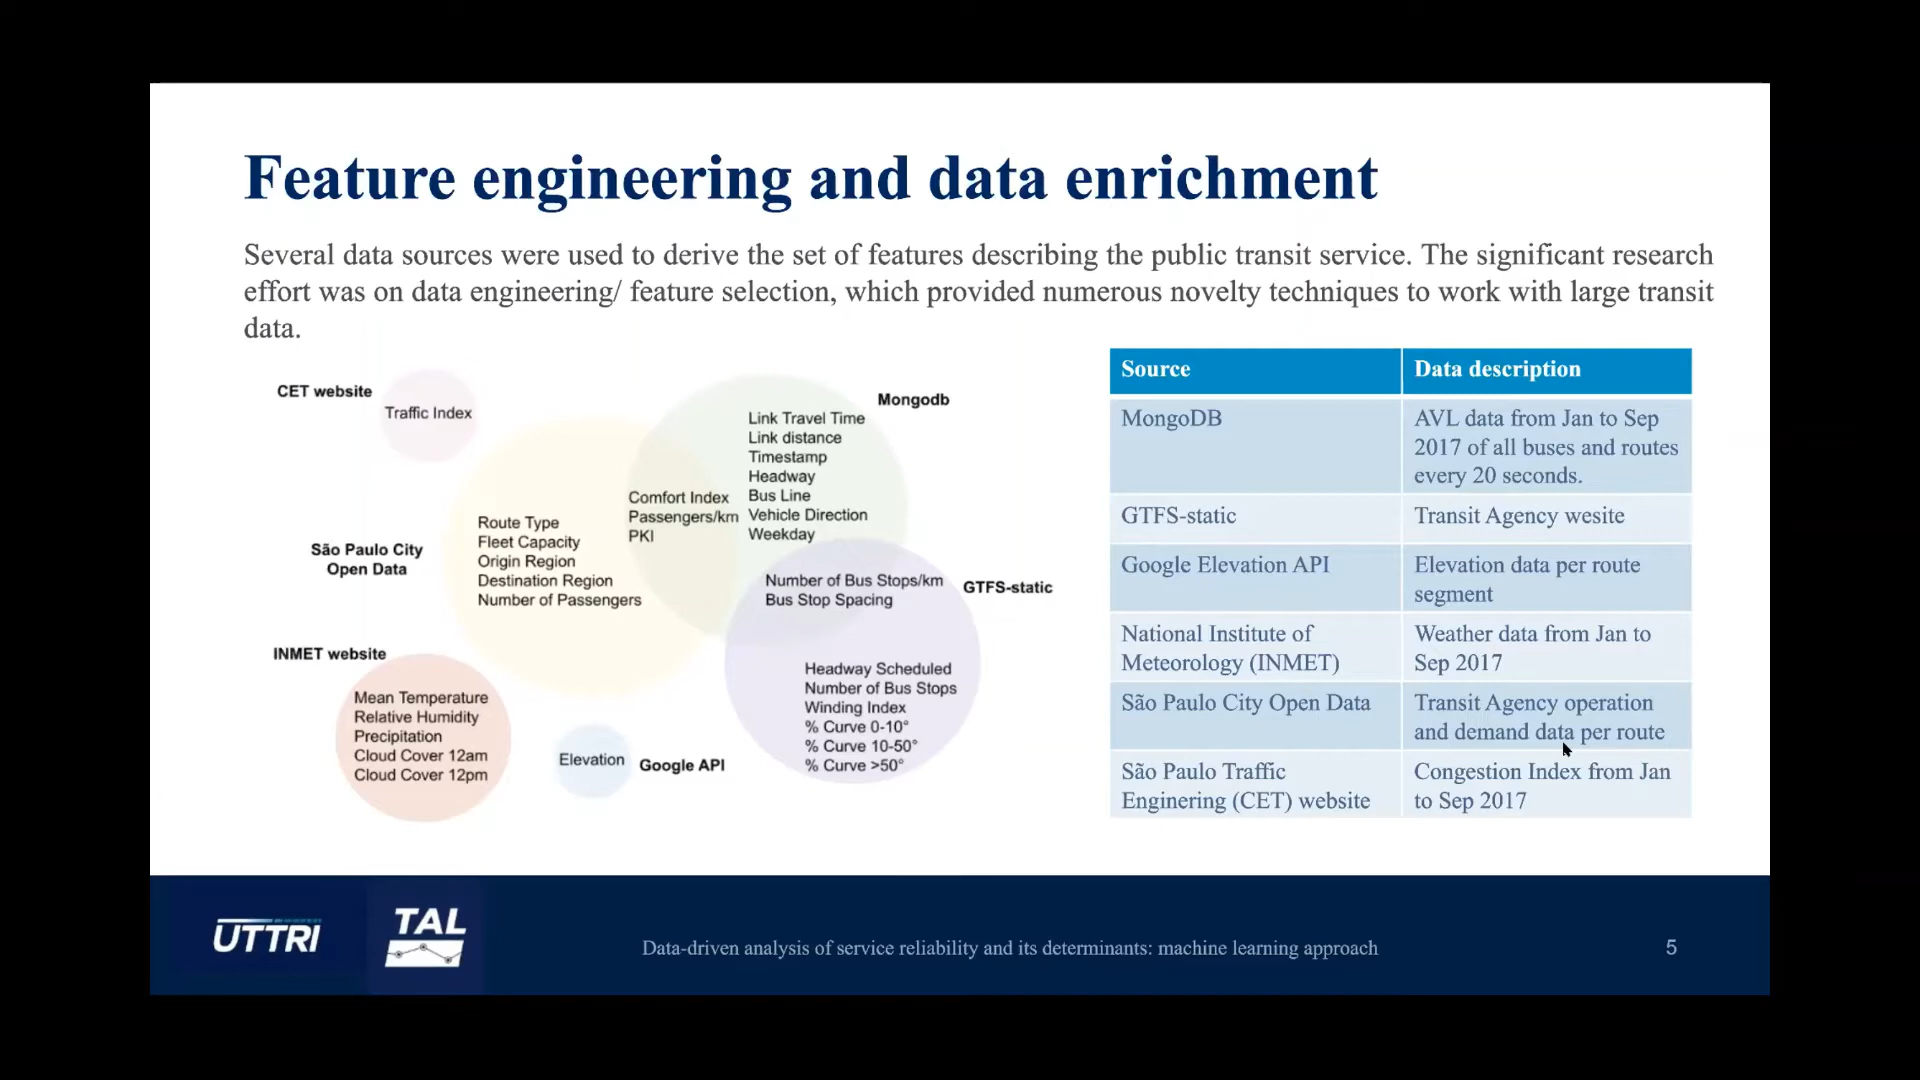 Feature engineering and data enrichment
Several data sources were used to derive the set of features describing the public transit service. The significant research
effort was on data engineering/ feature selection, which provided numerous novelty techniques to work with large transit
data.
CET website
Traffic Index
Mongodb
Link Travel Time
Link distance
Timestamp
Headway
Bus Line
Vehicle Direction
Weekday
Comfort Index
Passengers/km
PKI
São Paulo City
Open Data
Route Type
Fleet Capacity
Origin Region
Destination Region
Number of Passengers
Number of Bus Stops/km
Bus Stop Spacing
GTFS-static
Headway Scheduled
Number of Bus Stops
Winding Index
% Curve 0-10°
% Curve 10-50°
% Curve >50°
INMET website
Mean Temperature
Relative Humidity
Precipitation
Cloud Cover 12am
Cloud Cover 12pm
Elevation
Google API
Source
Data description
MongoDB
AVL data from Jan to Sep
2017 of all buses and routes
every 20 seconds.
GTFS-static
Transit Agency wesite
Google Elevation API
Elevation data per route
segment
National Institute of
Meteorology (INMET)
Weather data from Jan to
Sep 2017
São Paulo City Open Data
Transit Agency operation
and demand data per route
São Paulo Traffic
Enginering (CET) website
Congestion Index from Jan
to Sep 2017
UTTRI
TAL
Data-driven analysis of service reliability and its determinants: machine learning approach
5